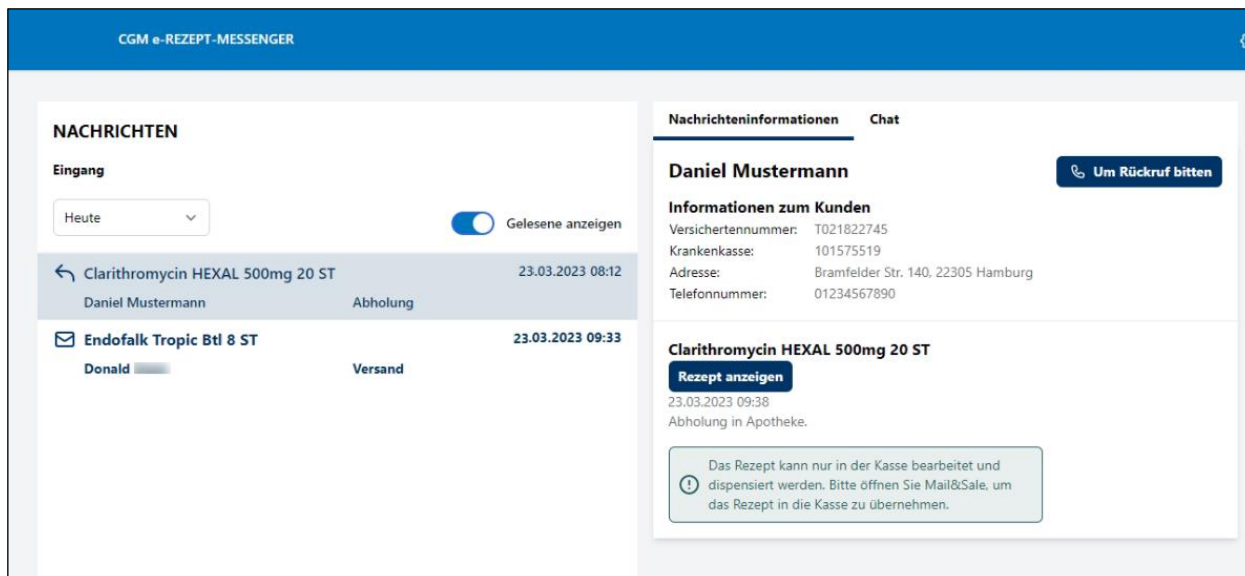 CGM e-REZEPT-MESSENGER
NACHRICHTEN
Eingang
Heute
Gelesene anzeigen
Clarithromycin HEXAL 500mg 20 ST 23.03.2023 08:12
Daniel Mustermann Abholung
Endofalk Tropic Btl 8 ST 23.03.2023 09:33
Donald Versand
Nachrichteninformationen Chat
Daniel Mustermann
Um Rückruf bitten
Informationen zum Kunden
Versichertennummer: T021822745
Krankenkasse: 101575519
Adresse: Bramfelder Str. 140, 22305 Hamburg
Telefonnummer: 01234567890
Clarithromycin HEXAL 500mg 20 ST
Rezept anzeigen
23.03.2023 09:38
Abholung in Apotheke.
Das Rezept kann nur in der Kasse bearbeitet und
dispensiert werden. Bitte öffnen Sie Mail&Sale, um
das Rezept in die Kasse zu übernehmen.